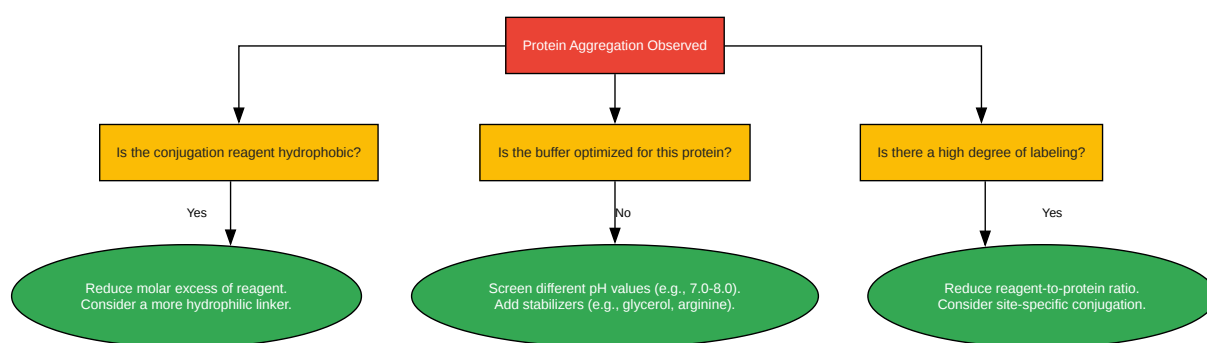 Protein Aggregation Observed
Is the conjugation reagent hydrophobic?
Is the buffer optimized for this protein?
Is there a high degree of labeling?
Yes
No
Yes
Reduce molar excess of reagent.
Consider a more hydrophilic linker.
Screen different pH values (e.g., 7.0-8.0).
Add stabilizers (e.g., glycerol, arginine).
Reduce reagent-to-protein ratio.
Consider site-specific conjugation.